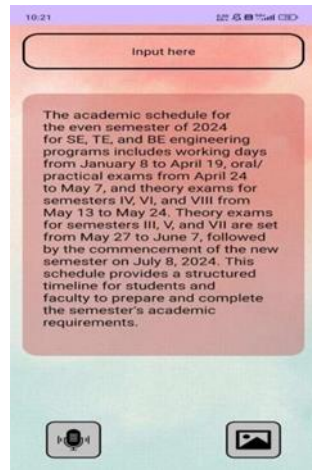 10:21
Input here
The academic schedule for
the even semester of 2024
for SE, TE, and BE engineering
programs includes working days
from January 8 to April 19, oral/
practical exams from April 24
to May 7, and theory exams for
semesters IV, VI, and VIII from
May 13 to May 24. Theory exams
for semesters III, V, and VII are set
from May 27 to June 7, followed
by the commencement of the new
semester on July 8, 2024. This
schedule provides a structured
timeline for students and
faculty to prepare and complete
the semester's academic
requirements.